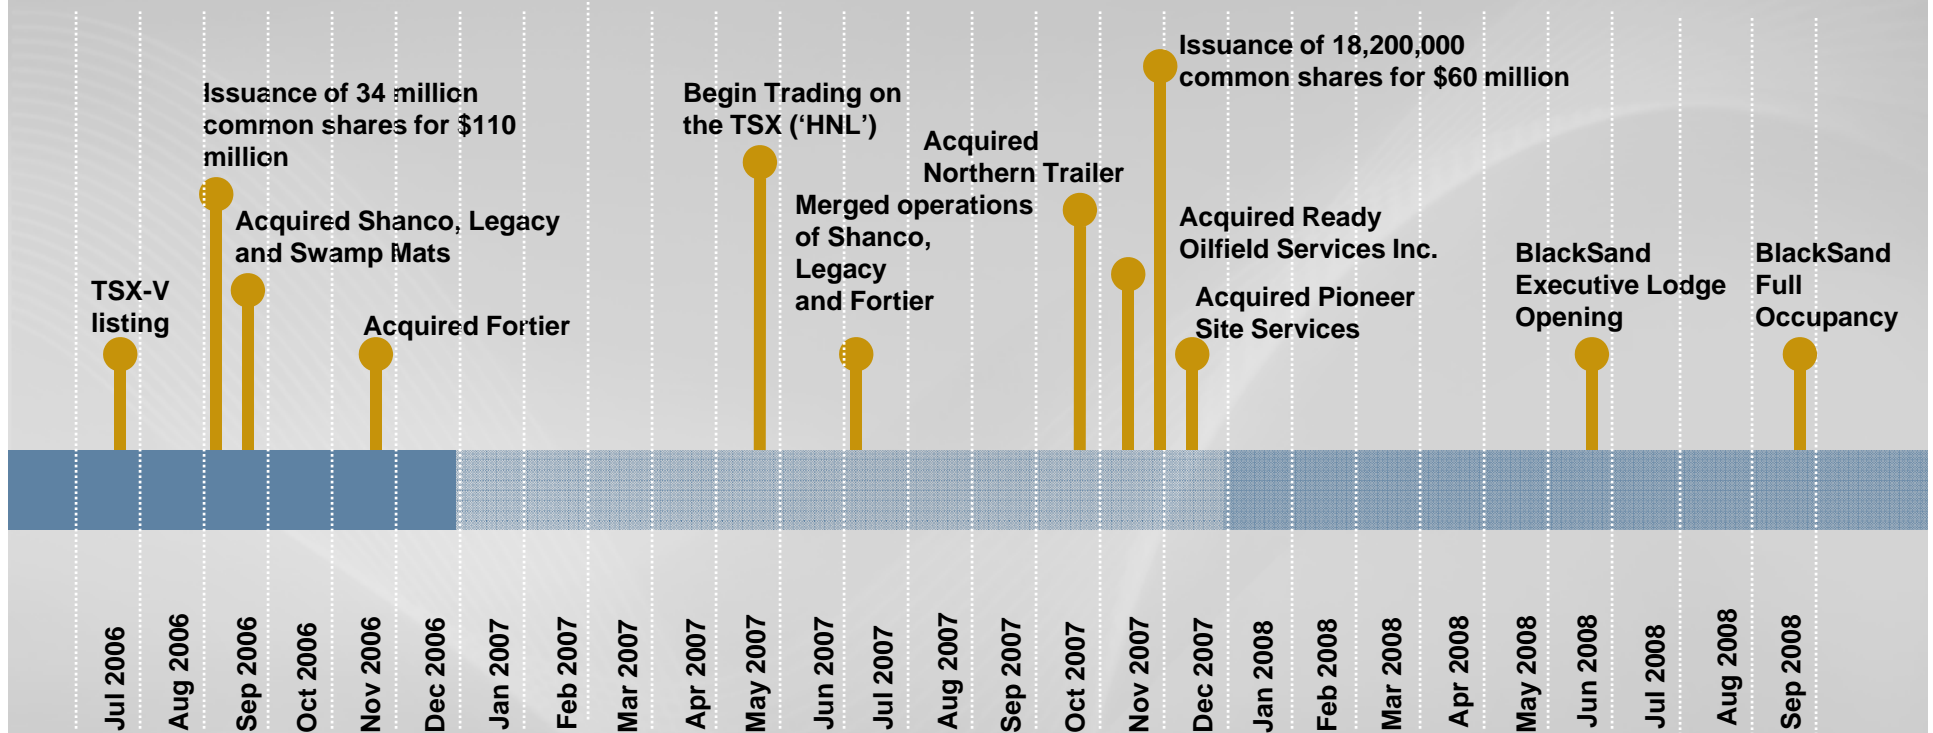 Issuance of 34 million
common shares for $110
million
Acquired Shanco, Legacy
and Swamp Mats
TSX-V
listing
Acquired Fortier
Begin Trading on
the TSX (‘HNL’)
Merged operations
of Shanco,
Legacy
and Fortier
Acquired
Northern Trailer
Issuance of 18,200,000
common shares for $60 million
Acquired Ready
Oilfield Services Inc.
Acquired Pioneer
Site Services
BlackSand
Executive Lodge
Opening
BlackSand
Full
Occupancy
Jul 2006
Aug 2006
Sep 2006
Oct 2006
Nov 2006
Dec 2006
Jan 2007
Feb 2007
Mar 2007
Apr 2007
May 2007
Jun 2007
Jul 2007
Aug 2007
Sep 2007
Oct 2007
Nov 2007
Dec 2007
Jan 2008
Feb 2008
Mar 2008
Apr 2008
May 2008
Jun 2008
Jul 2008
Aug 2008
Sep 2008